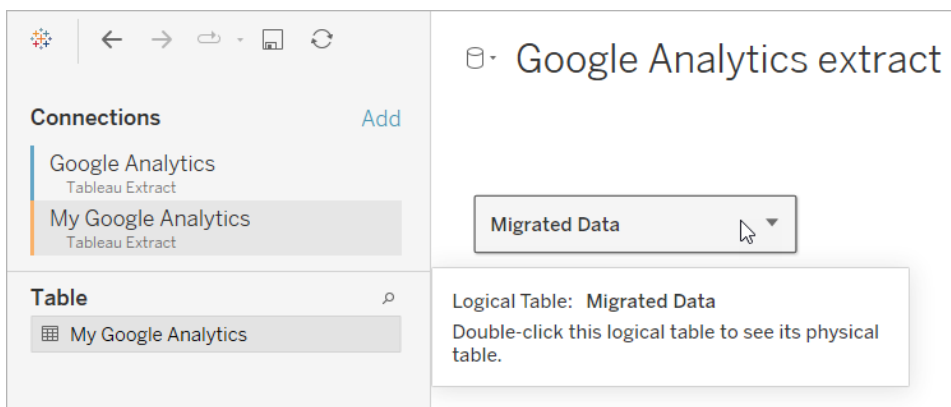 Connections
Add
Google Analytics
Tableau Extract
My Google Analytics
Tableau Extract
Table
My Google Analytics
Google Analytics extract
Migrated Data
Logical Table: Migrated Data
Double-click this logical table to see its physical
table.